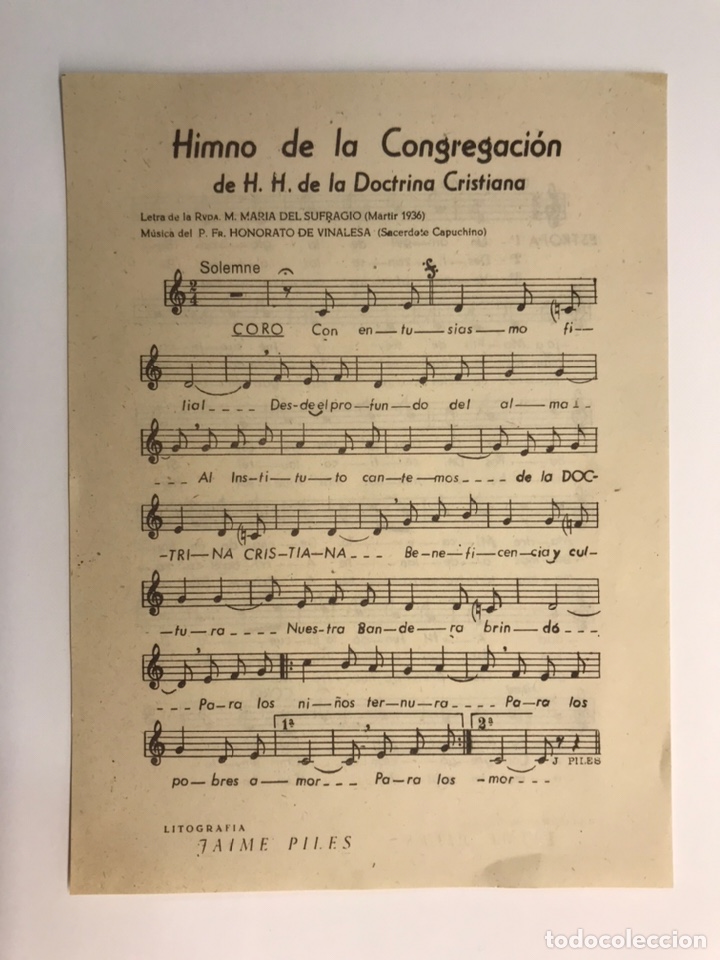 Himno de la Congregación
de H. H. de la Doctrina Cristiana
Letra de la RVDA. M. MARIA DEL SUFRAGIO (Martir 1936)
Música del P. FR. HONORATO DE VINALESA (Sacerdote Capuchino)
Solemne
CORO Con en—tu—sias—mo fi—
lial---- Des-de el pro—fun—do del al—ma--
---- Al Ins—ti—tu—to can—te—mos---- de la DOC-
-TRI—NA CRIS—TIA—NA--- Be—ne—fi—cen—cia y cul-
-tu—ra---- Nues-tra Ban—de—ra brin—dó---
---- Pa—ra los ni—ños ter—nu—ra---- Pa—ra los
1ª 2ª
J. PILES
po—bres a—mor--- Pa—ra los -mor---
LITOGRAFIA
JAIME PILES
todocoleccion